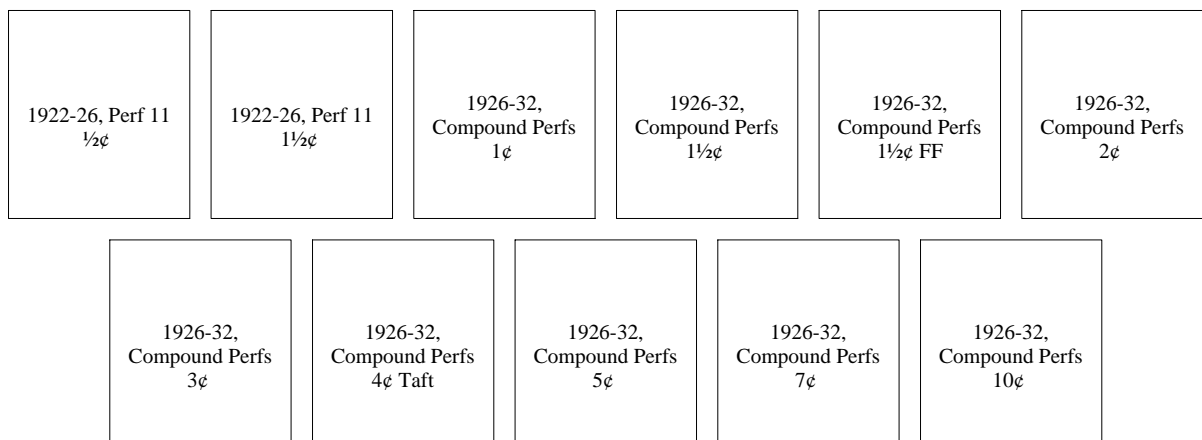 1922-26, Perf 11
½¢
1922-26, Perf 11
1½¢
1926-32,
Compound Perfs
1¢
1926-32,
Compound Perfs
1½¢
1926-32,
Compound Perfs
1½¢ FF
1926-32,
Compound Perfs
2¢
1926-32,
Compound Perfs
3¢
1926-32,
Compound Perfs
4¢ Taft
1926-32,
Compound Perfs
5¢
1926-32,
Compound Perfs
7¢
1926-32,
Compound Perfs
10¢